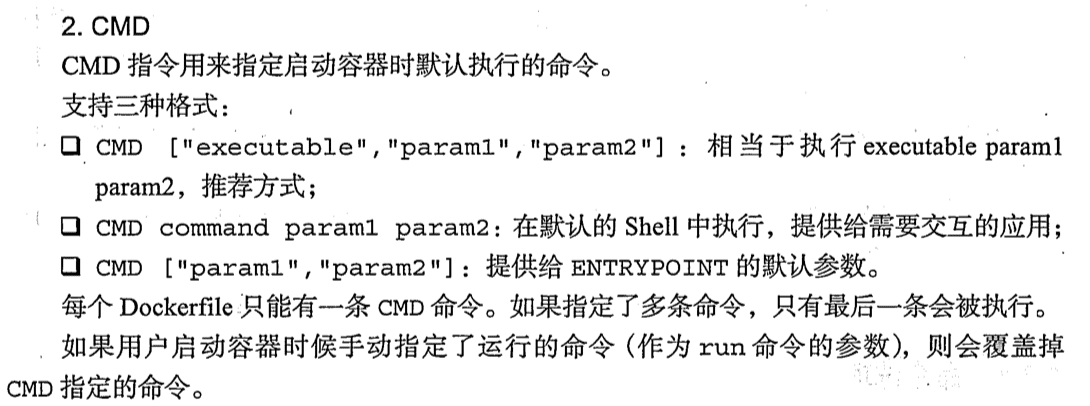 2. CMD
CMD 指令用来指定启动容器时默认执行的命令。
支持三种格式：
❑ CMD ["executable","param1","param2"]：相当于执行 executable param1
param2，推荐方式；
❑ CMD command param1 param2：在默认的 Shell 中执行，提供给需要交互的应用；
❑ CMD ["param1","param2"]：提供给 ENTRYPOINT 的默认参数。
每个 Dockerfile 只能有一条 CMD 命令。如果指定了多条命令，只有最后一条会被执行。
如果用户启动容器时候手动指定了运行的命令（作为 run 命令的参数），则会覆盖掉
CMD 指定的命令。